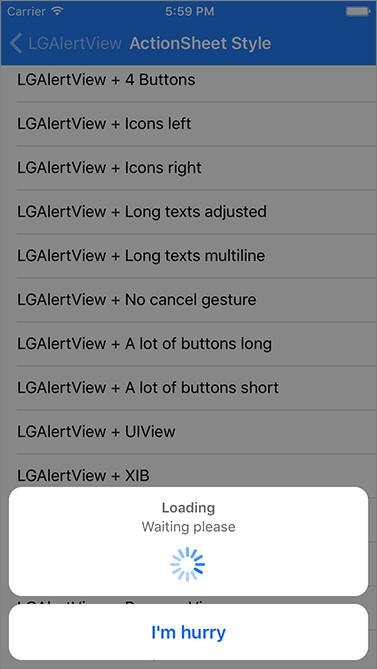 Carrier 5:59 PM
LGAlertView ActionSheet Style
LGAlertView + 4 Buttons
LGAlertView + Icons left
LGAlertView + Icons right
LGAlertView + Long texts adjusted
LGAlertView + Long texts multiline
LGAlertView + No cancel gesture
LGAlertView + A lot of buttons long
LGAlertView + A lot of buttons short
LGAlertView + UIView
LGAlertView + XIB
Loading
Waiting please
I'm hurry